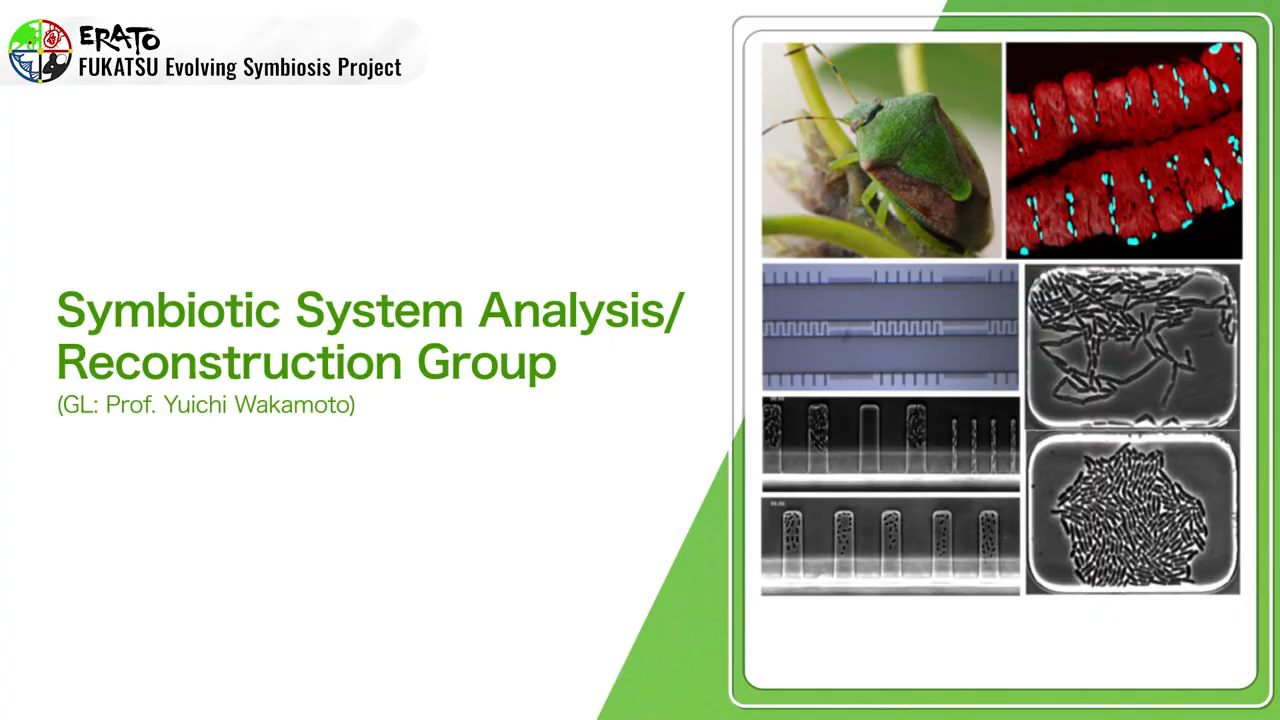 ERATO
FUKATSU Evolving Symbiosis Project
Symbiotic System Analysis/
Reconstruction Group
(GL: Prof. Yuichi Wakamoto)